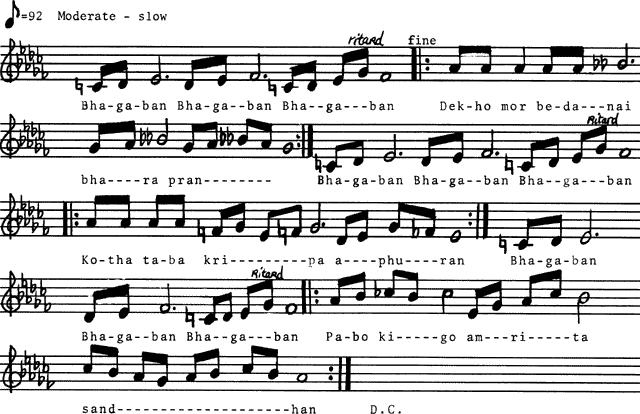 ♪=92 Moderate - slow
ritard fine
Bha-ga-ban Bha-ga--ban Bha--ga---ban Dek-ho mor be-da---nai
Ritard
bha----ra pran-------- Bha-ga-ban Bha-ga--ban Bha--ga---ban
Ko-tha ta-ba kri---------pa a----phu----ran Bha-ga-ban
Ritard
Bha-ga--ban Bha--ga---ban Pa-bo ki-----go am---ri-----ta
sand--------------------han D.C.